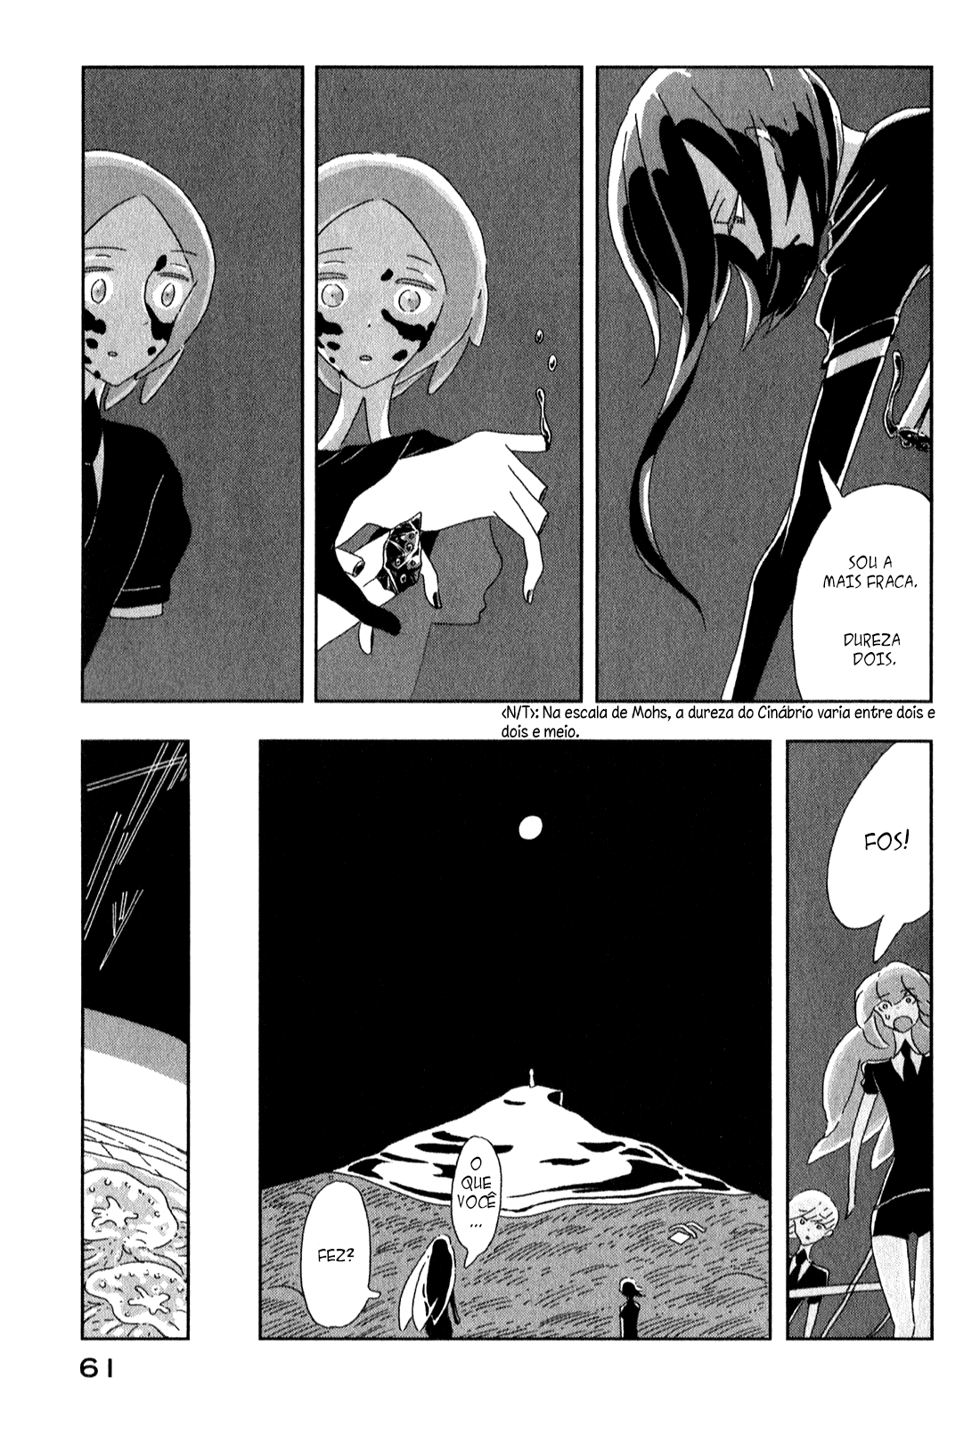 SOU A
MAIS FRACA.
DUREZA
DOIS.
<N/T>: Na escala de Mohs, a dureza do Cinábrio varia entre dois e
dois e meio.
FOS!
O
QUE
VOCÊ
...
FEZ?
61